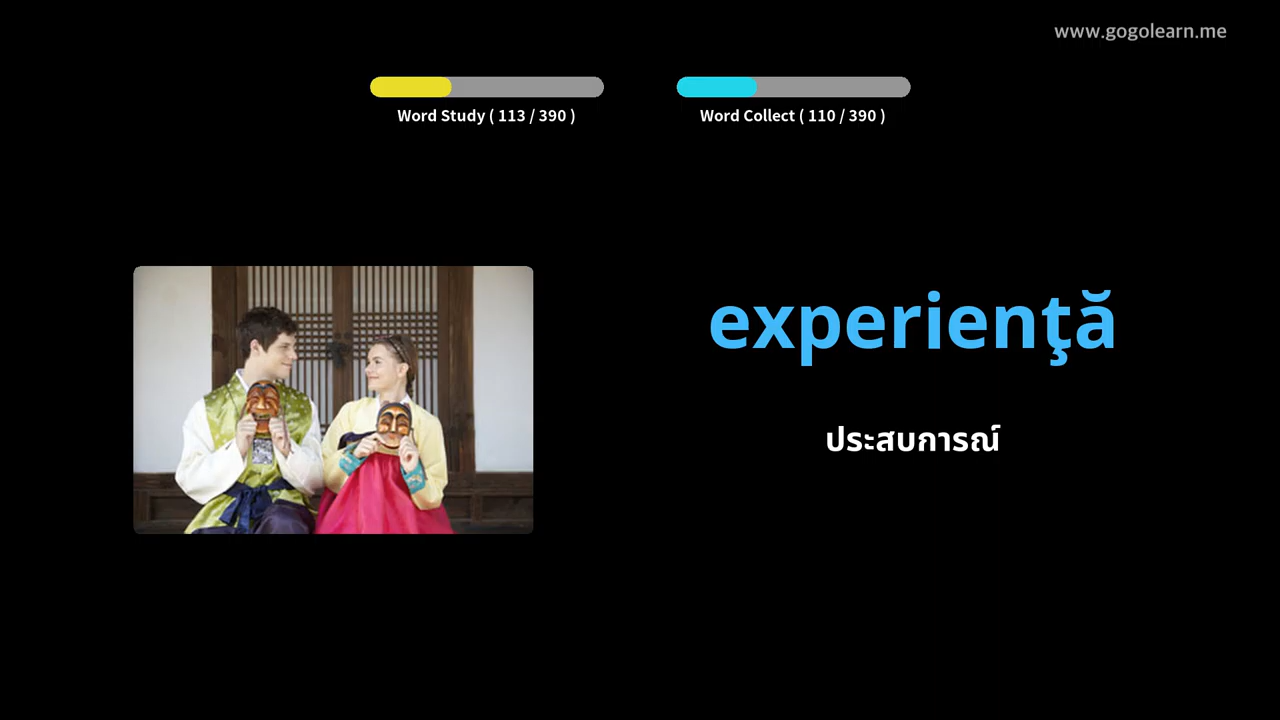 www.gogolearn.me
Word Study ( 113 / 390 )
Word Collect ( 110 / 390 )
experienţă
ประสบการณ์